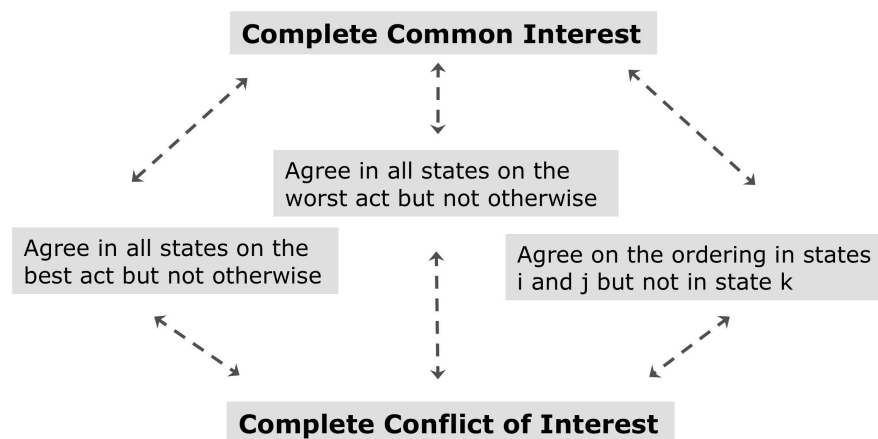 Complete Common Interest
Agree in all states on the
worst act but not otherwise
Agree in all states on the
best act but not otherwise
Agree on the ordering in states
i and j but not in state k
Complete Conflict of Interest